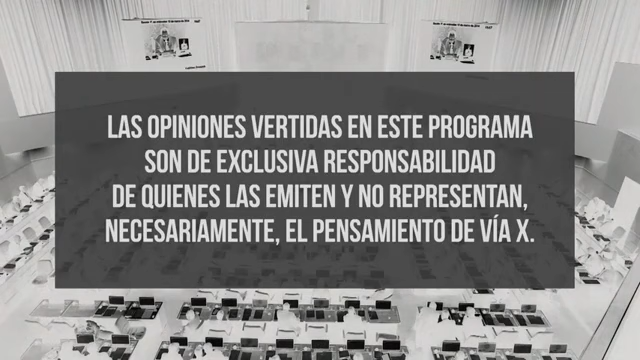 LAS OPINIONES VERTIDAS EN ESTE PROGRAMA
SON DE EXCLUSIVA RESPONSABILIDAD
DE QUIENES LAS EMITEN Y NO REPRESENTAN,
NECESARIAMENTE, EL PENSAMIENTO DE VÍA X.